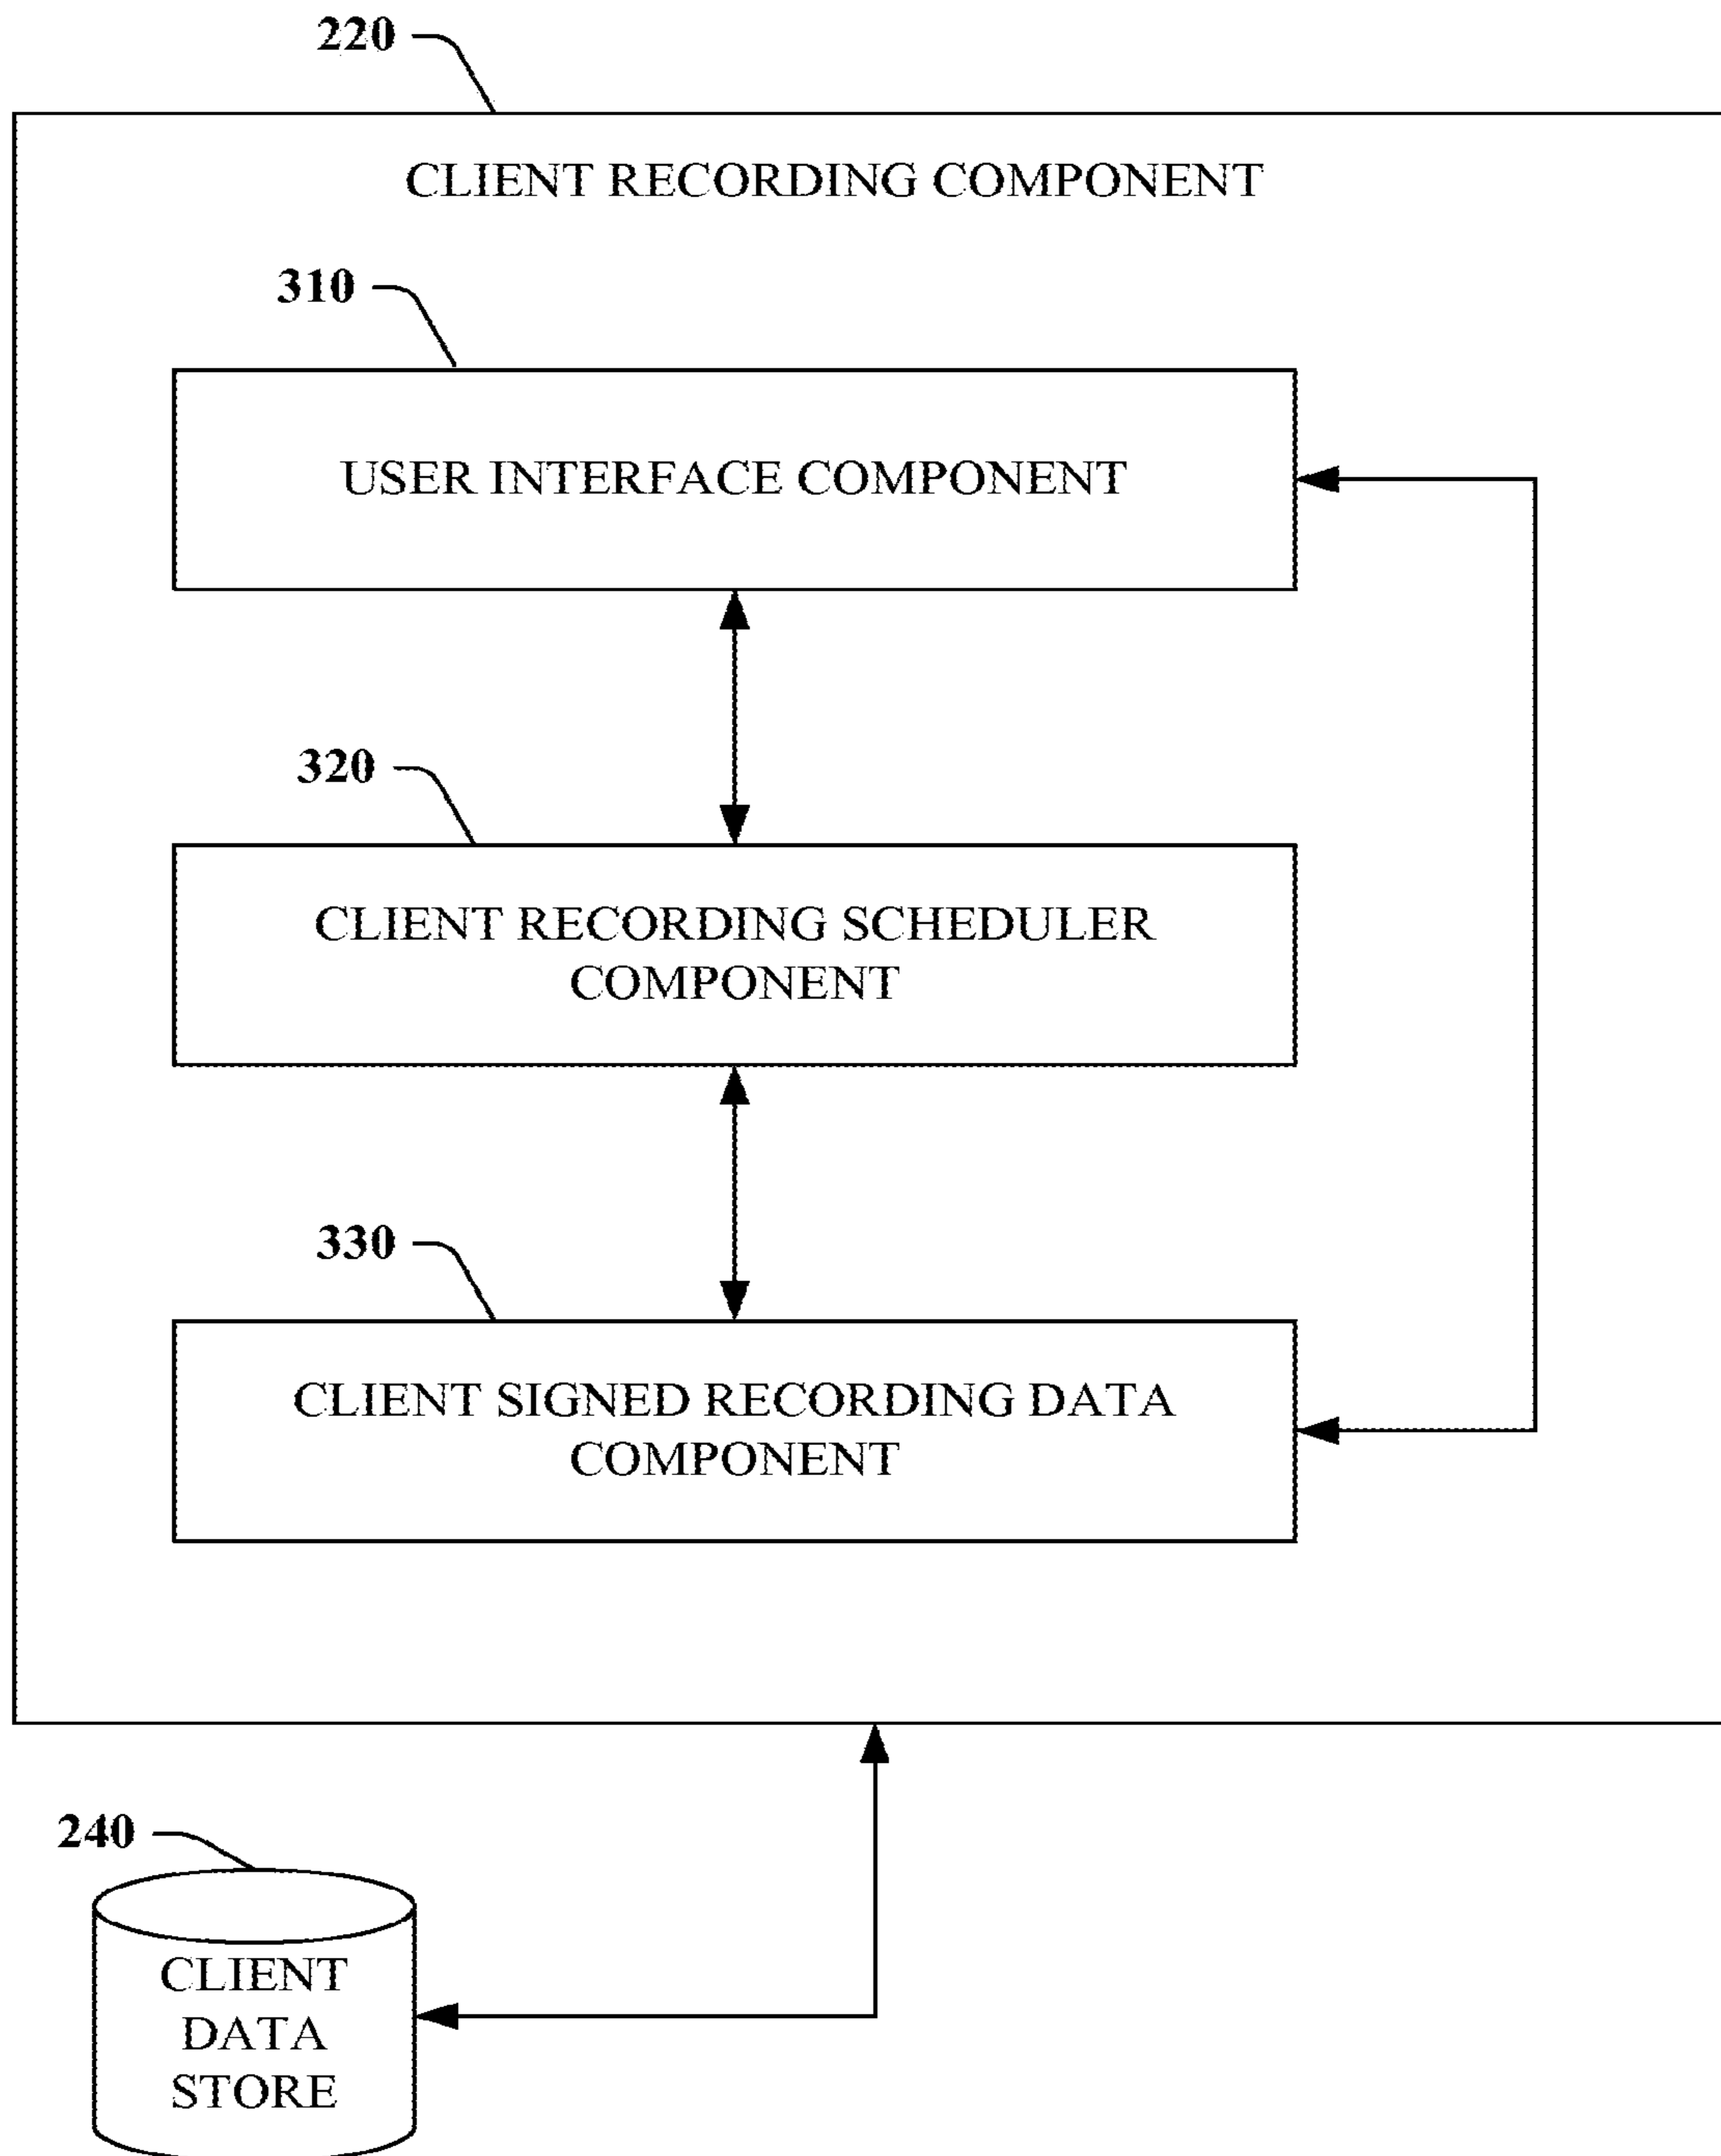 220
CLIENT RECORDING COMPONENT
310
USER INTERFACE COMPONENT
320
CLIENT RECORDING SCHEDULER
COMPONENT
330
CLIENT SIGNED RECORDING DATA
COMPONENT
240
CLIENT
DATA
STORE